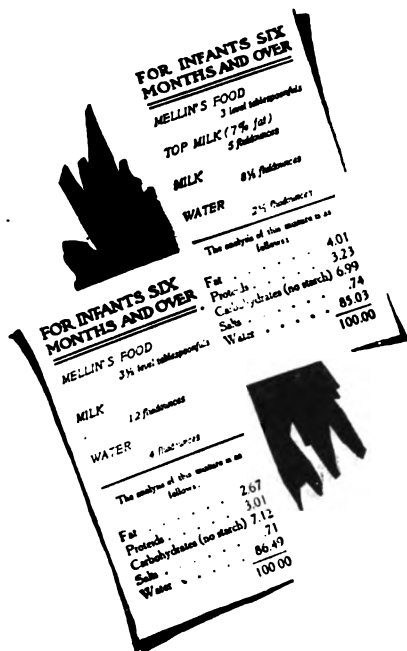 FOR INFANTS SIX
MONTHS AND OVER
MELLIN'S FOOD
3 level tablespoonfuls
TOP MILK (7% fat)
5 fluidounces
MILK
8½ fluidounces
WATER
2½ fluidounces
The analysis of this mixture is as
follows:
Fat . . . . . . 4.01
Proteids . . . . . 3.23
Carbohydrates (no starch) 6.99
Salts . . . . . .74
Water . . . . . 85.03
100.00
FOR INFANTS SIX
MONTHS AND OVER
MELLIN'S FOOD
3½ level tablespoonfuls
MILK
12 fluidounces
WATER
4 fluidounces
The analysis of this mixture is as
follows:
Fat . . . . . . 2.67
Proteids . . . . . 3.01
Carbohydrates (no starch) 7.12
Salts . . . . . .71
Water . . . . . 86.49
100.00